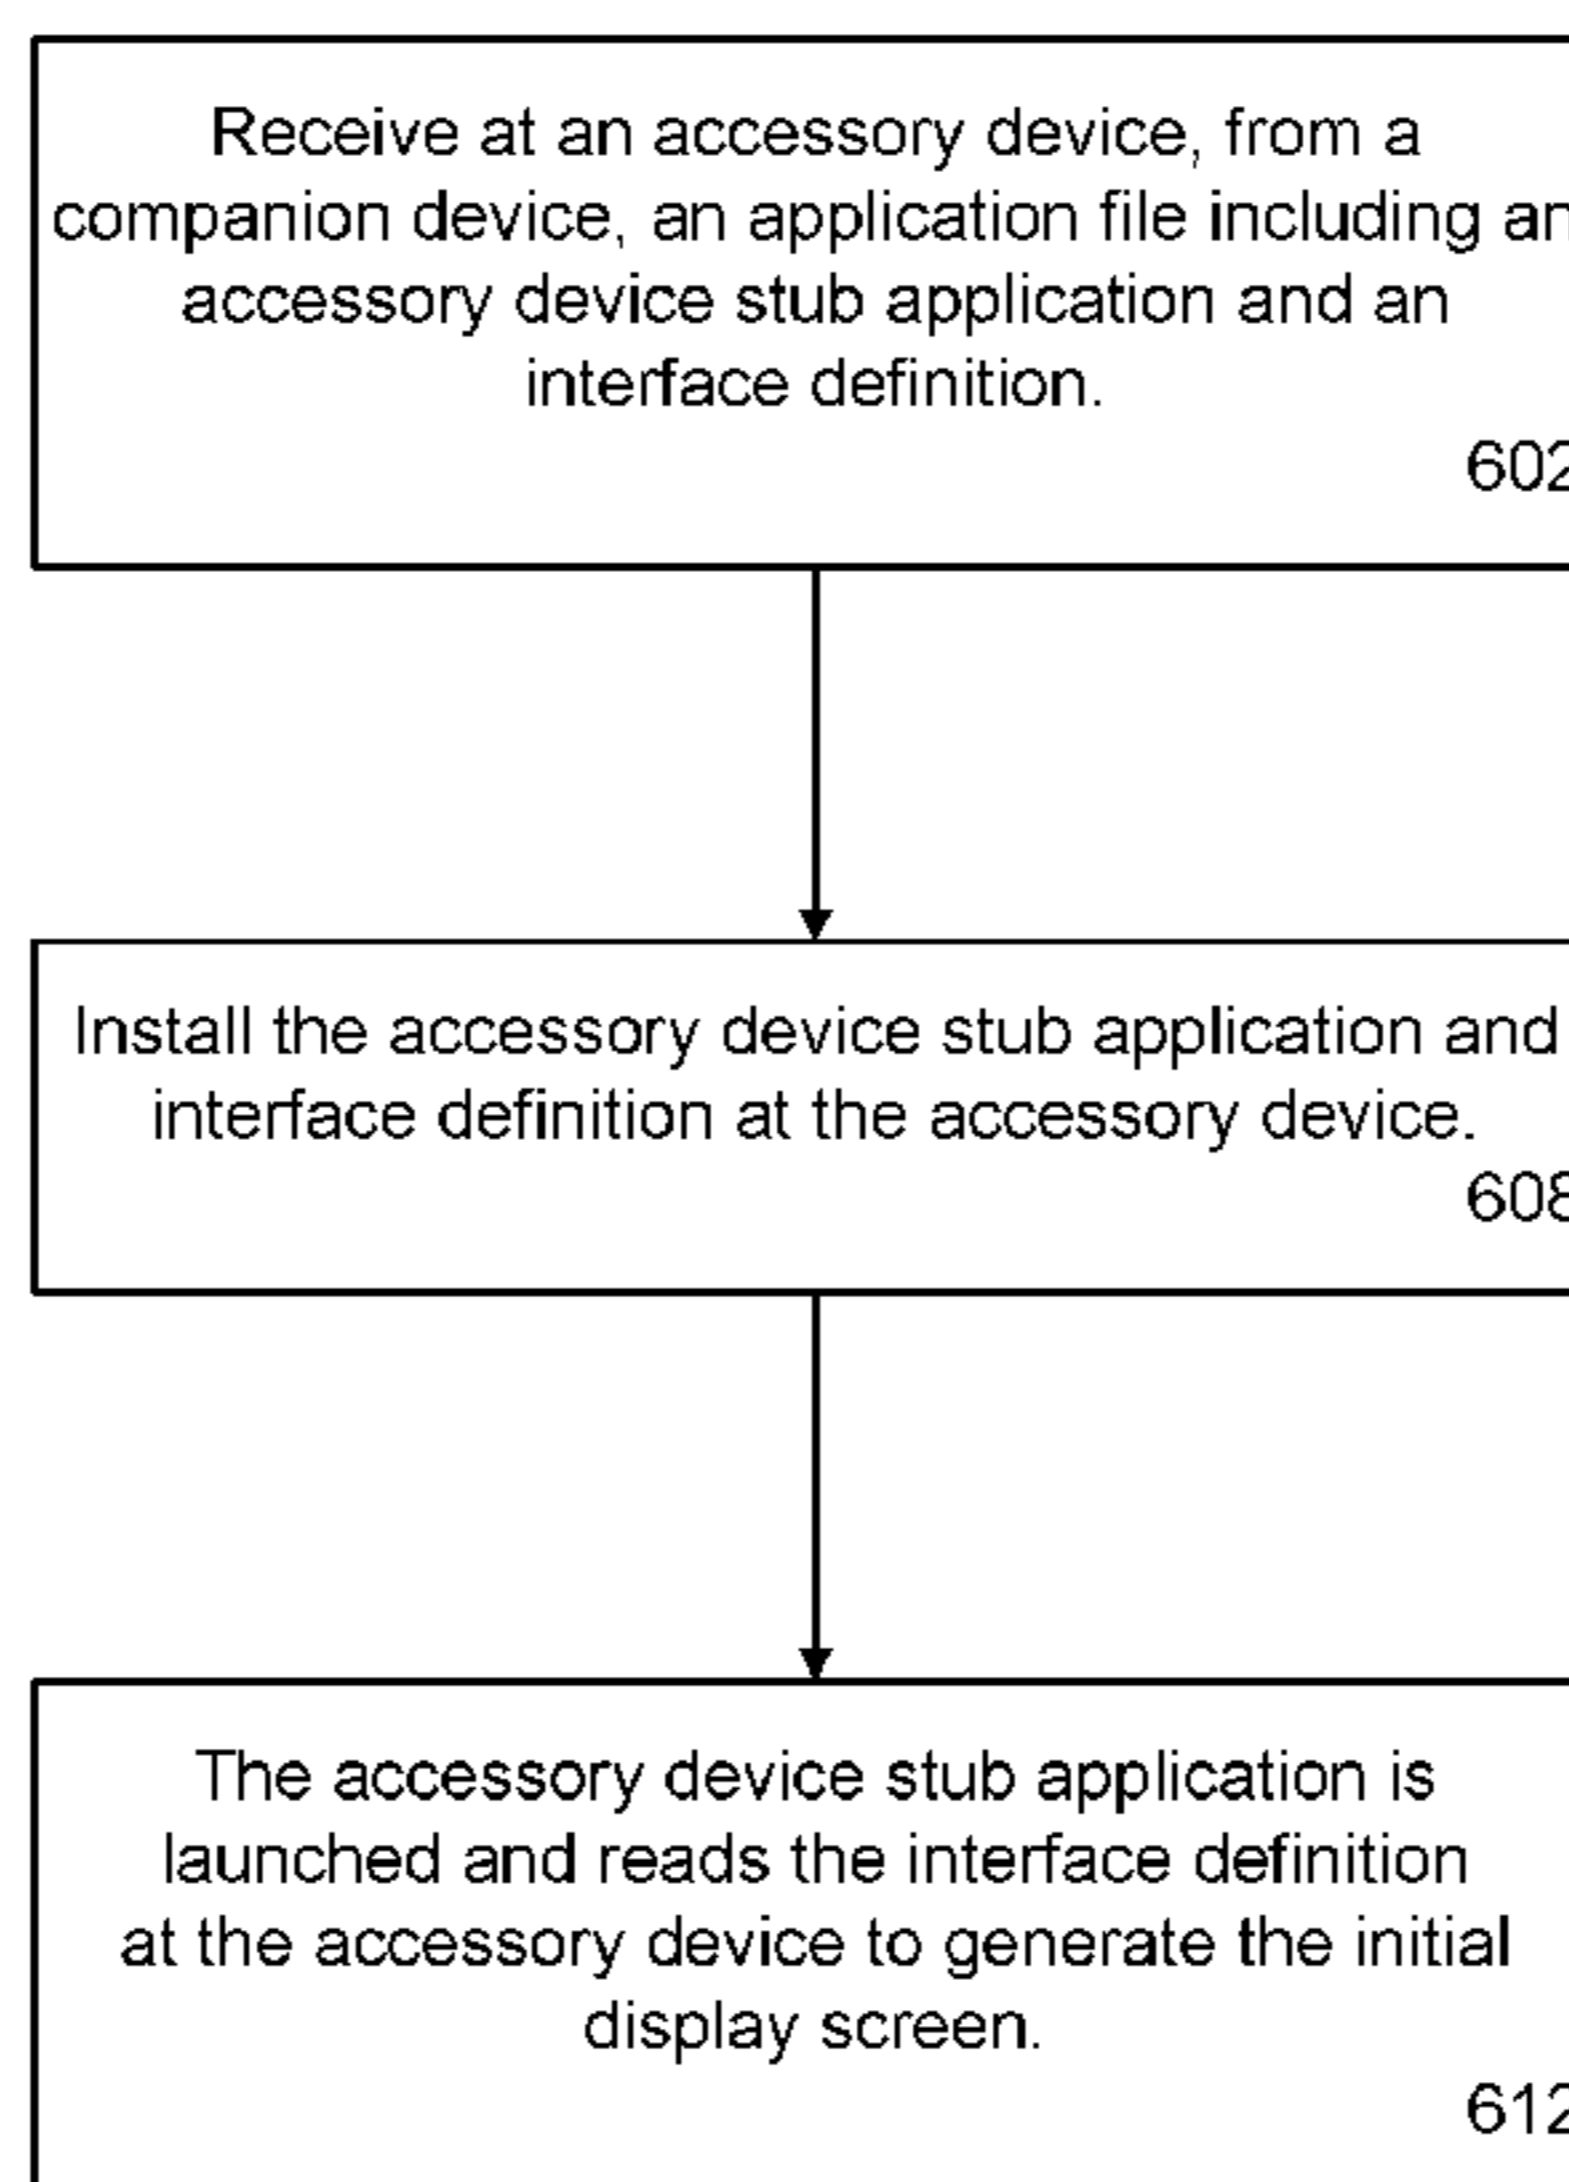 Receive at an accessory device, from a
companion device, an application file including an
accessory device stub application and an
interface definition.
602
Install the accessory device stub application and
interface definition at the accessory device.
608
The accessory device stub application is
launched and reads the interface definition
at the accessory device to generate the initial
display screen.
612